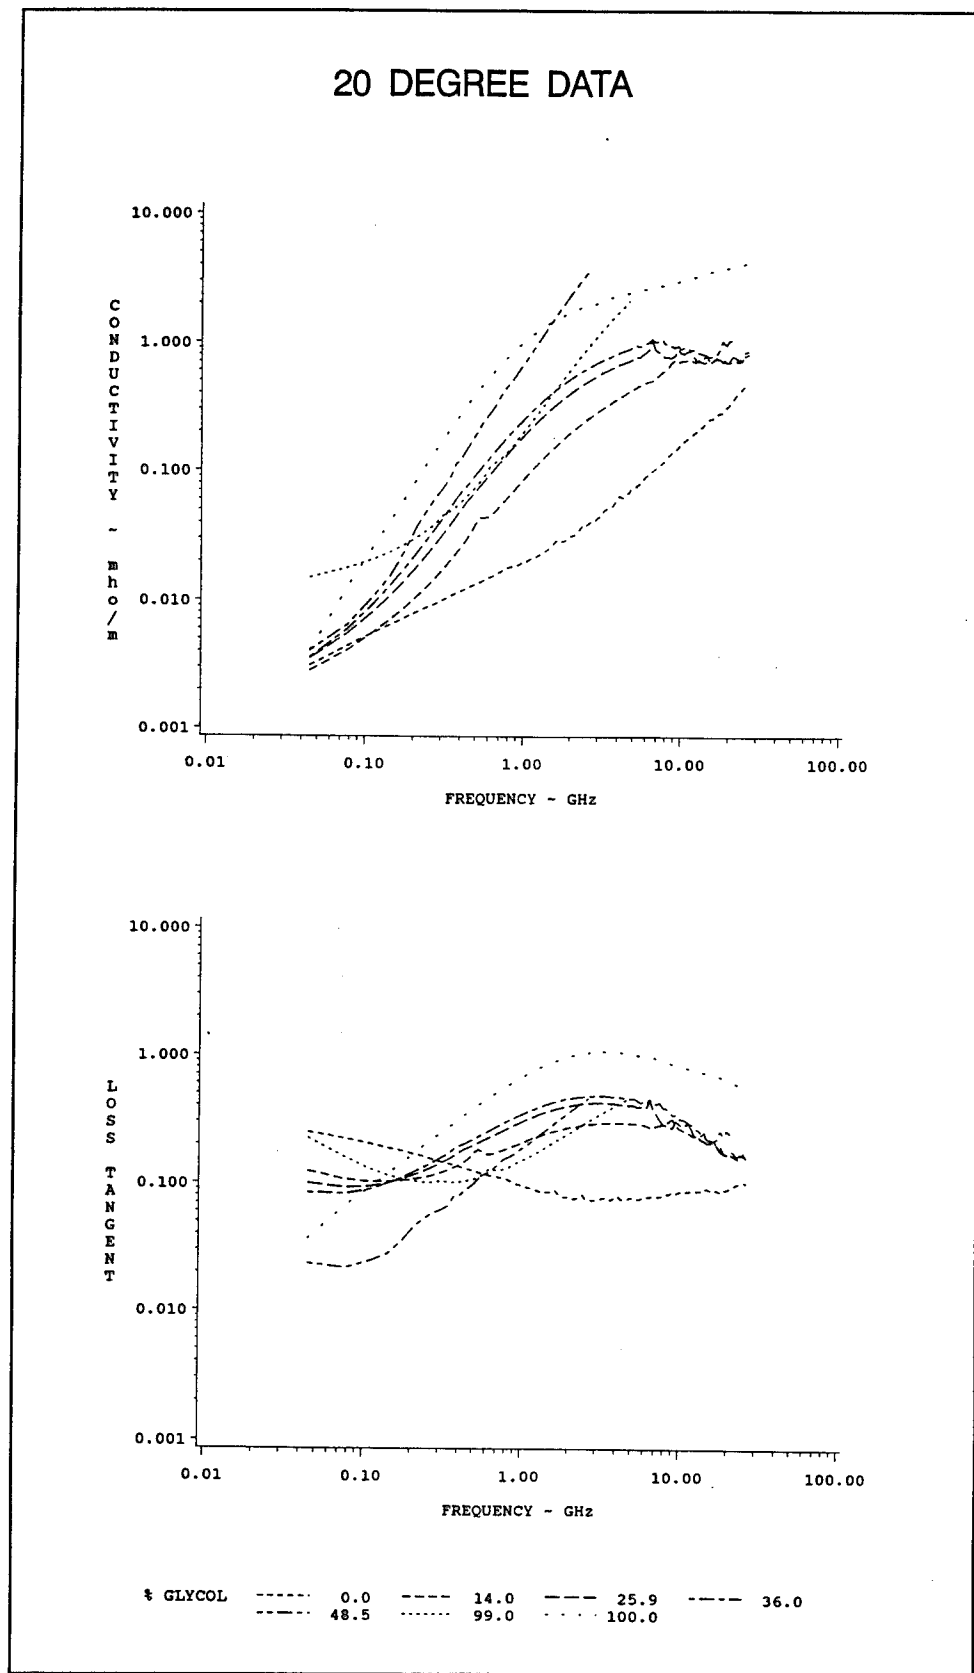 20 DEGREE DATA
10.000
1.000
0.100
0.010
0.001
CONDUCTIVITY ~ mho/m
0.01 0.10 1.00 10.00 100.00
FREQUENCY ~ GHz
10.000
1.000
0.100
0.010
0.001
LOSS TANGENT
0.01 0.10 1.00 10.00 100.00
FREQUENCY ~ GHz
% GLYCOL 0.0 14.0 25.9 36.0
48.5 99.0 100.0